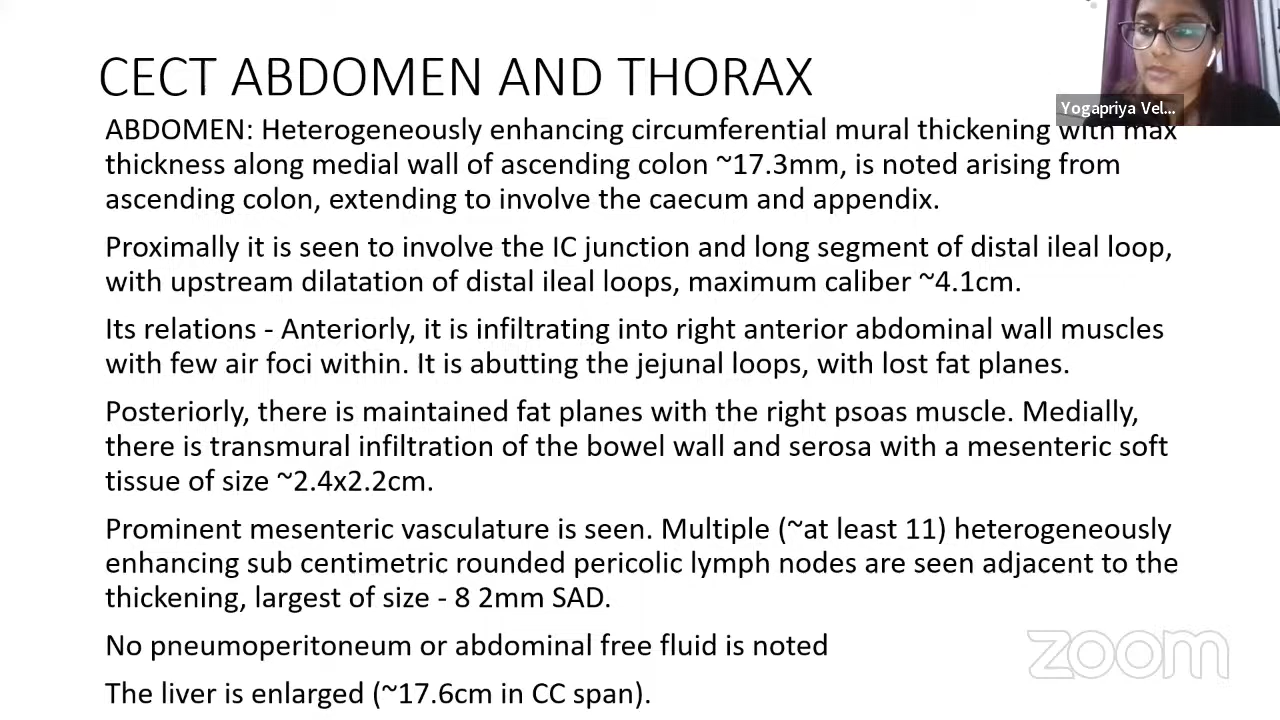 CECT ABDOMEN AND THORAX
Yogapriya Vel...
ABDOMEN: Heterogeneously enhancing circumferential mural thickening with max
thickness along medial wall of ascending colon ~17.3mm, is noted arising from
ascending colon, extending to involve the caecum and appendix.
Proximally it is seen to involve the IC junction and long segment of distal ileal loop,
with upstream dilatation of distal ileal loops, maximum caliber ~4.1cm.
Its relations - Anteriorly, it is infiltrating into right anterior abdominal wall muscles
with few air foci within. It is abutting the jejunal loops, with lost fat planes.
Posteriorly, there is maintained fat planes with the right psoas muscle. Medially,
there is transmural infiltration of the bowel wall and serosa with a mesenteric soft
tissue of size ~2.4x2.2cm.
Prominent mesenteric vasculature is seen. Multiple (~at least 11) heterogeneously
enhancing sub centimetric rounded pericolic lymph nodes are seen adjacent to the
thickening, largest of size - 8 2mm SAD.
No pneumoperitoneum or abdominal free fluid is noted
The liver is enlarged (~17.6cm in CC span).
zoom